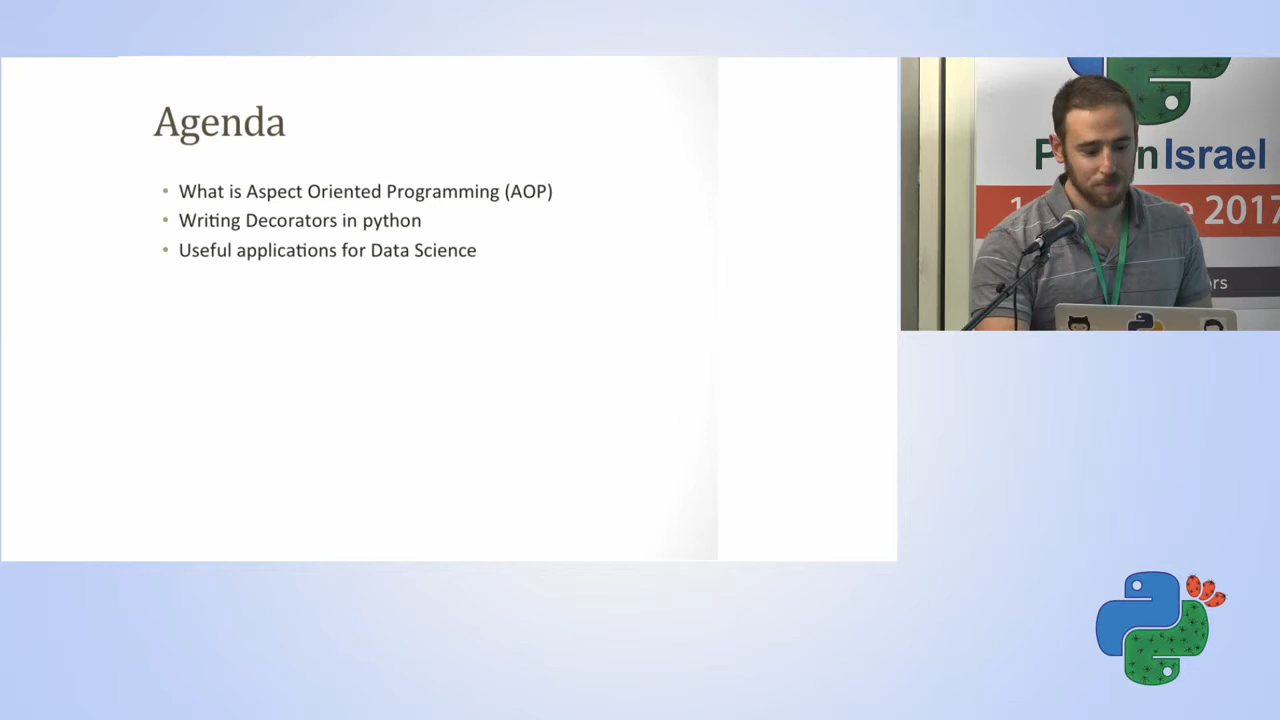 Agenda
• What is Aspect Oriented Programming (AOP)
• Writing Decorators in python
• Useful applications for Data Science
Israel
2017